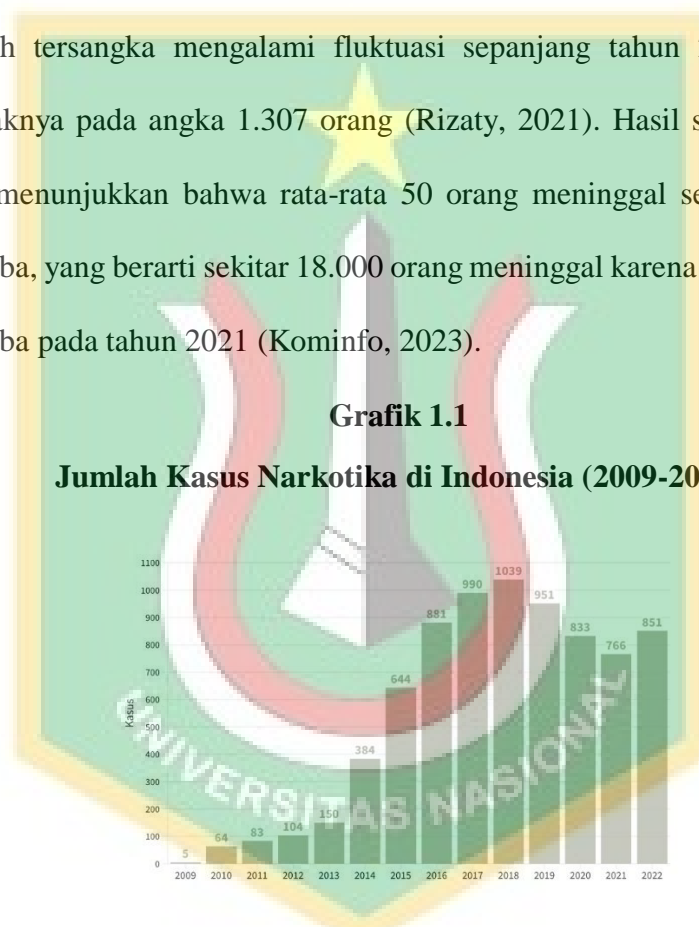 h tersangka mengalami fluktuasi sepanjang tahun
aknya pada angka 1.307 orang (Rizaty, 2021). Hasil s
menunjukkan bahwa rata-rata 50 orang meninggal se
ba, yang berarti sekitar 18.000 orang meninggal karena
ba pada tahun 2021 (Kominfo, 2023).
Grafik 1.1
Jumlah Kasus Narkotika di Indonesia (2009-20
Kasus
1100
1000
900
800
700
600
500
400
300
200
100
0
5
64
83
104
150
384
644
881
990
1039
951
833
766
851
2009 2010 2011 2012 2013 2014 2015 2016 2017 2018 2019 2020 2021 2022
UNIVERSITAS NASIONAL